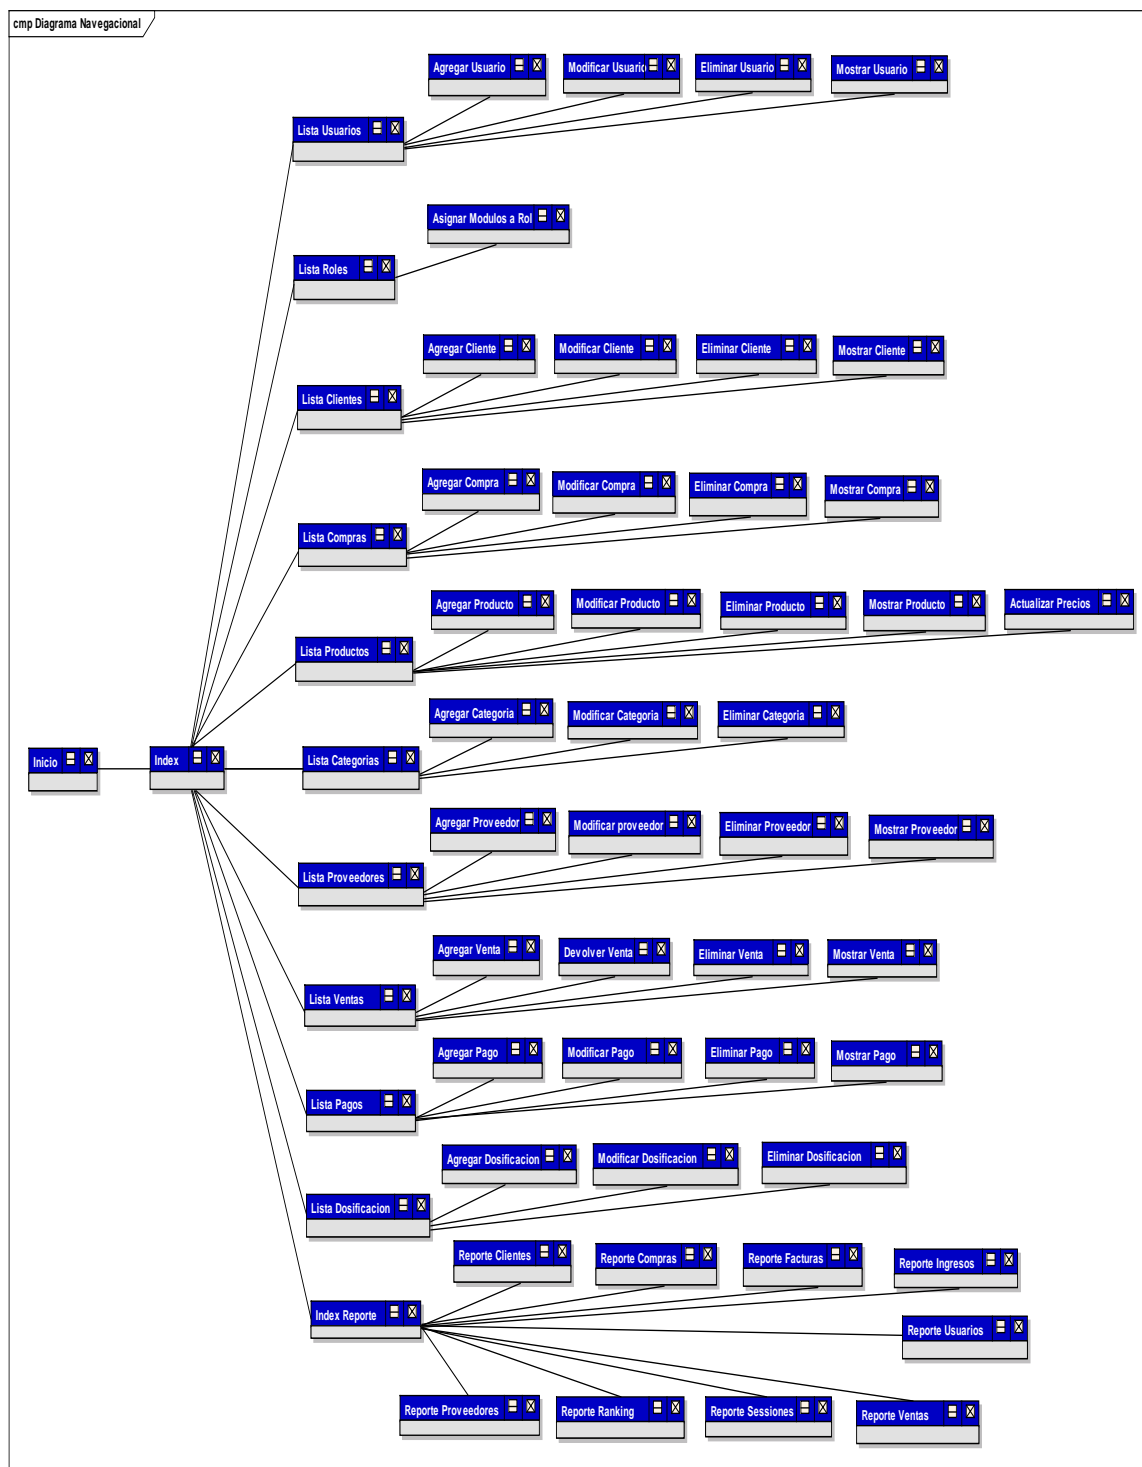 cmp Diagrama Navegacional
Agregar Usuario
Modificar Usuario
Eliminar Usuario
Mostrar Usuario
Lista Usuarios
Asignar Modulos a Rol
Lista Roles
Agregar Cliente
Modificar Cliente
Eliminar Cliente
Mostrar Cliente
Lista Clientes
Agregar Compra
Modificar Compra
Eliminar Compra
Mostrar Compra
Lista Compras
Agregar Producto
Modificar Producto
Eliminar Producto
Mostrar Producto
Actualizar Precios
Lista Productos
Agregar Categoria
Modificar Categoria
Eliminar Categoria
Inicio
Index
Lista Categorias
Agregar Proveedor
Modificar proveedor
Eliminar Proveedor
Mostrar Proveedor
Lista Proveedores
Agregar Venta
Devolver Venta
Eliminar Venta
Mostrar Venta
Lista Ventas
Agregar Pago
Modificar Pago
Eliminar Pago
Mostrar Pago
Lista Pagos
Agregar Dosificacion
Modificar Dosificacion
Eliminar Dosificacion
Lista Dosificacion
Reporte Clientes
Reporte Compras
Reporte Facturas
Reporte Ingresos
Index Reporte
Reporte Usuarios
Reporte Proveedores
Reporte Ranking
Reporte Sessiones
Reporte Ventas